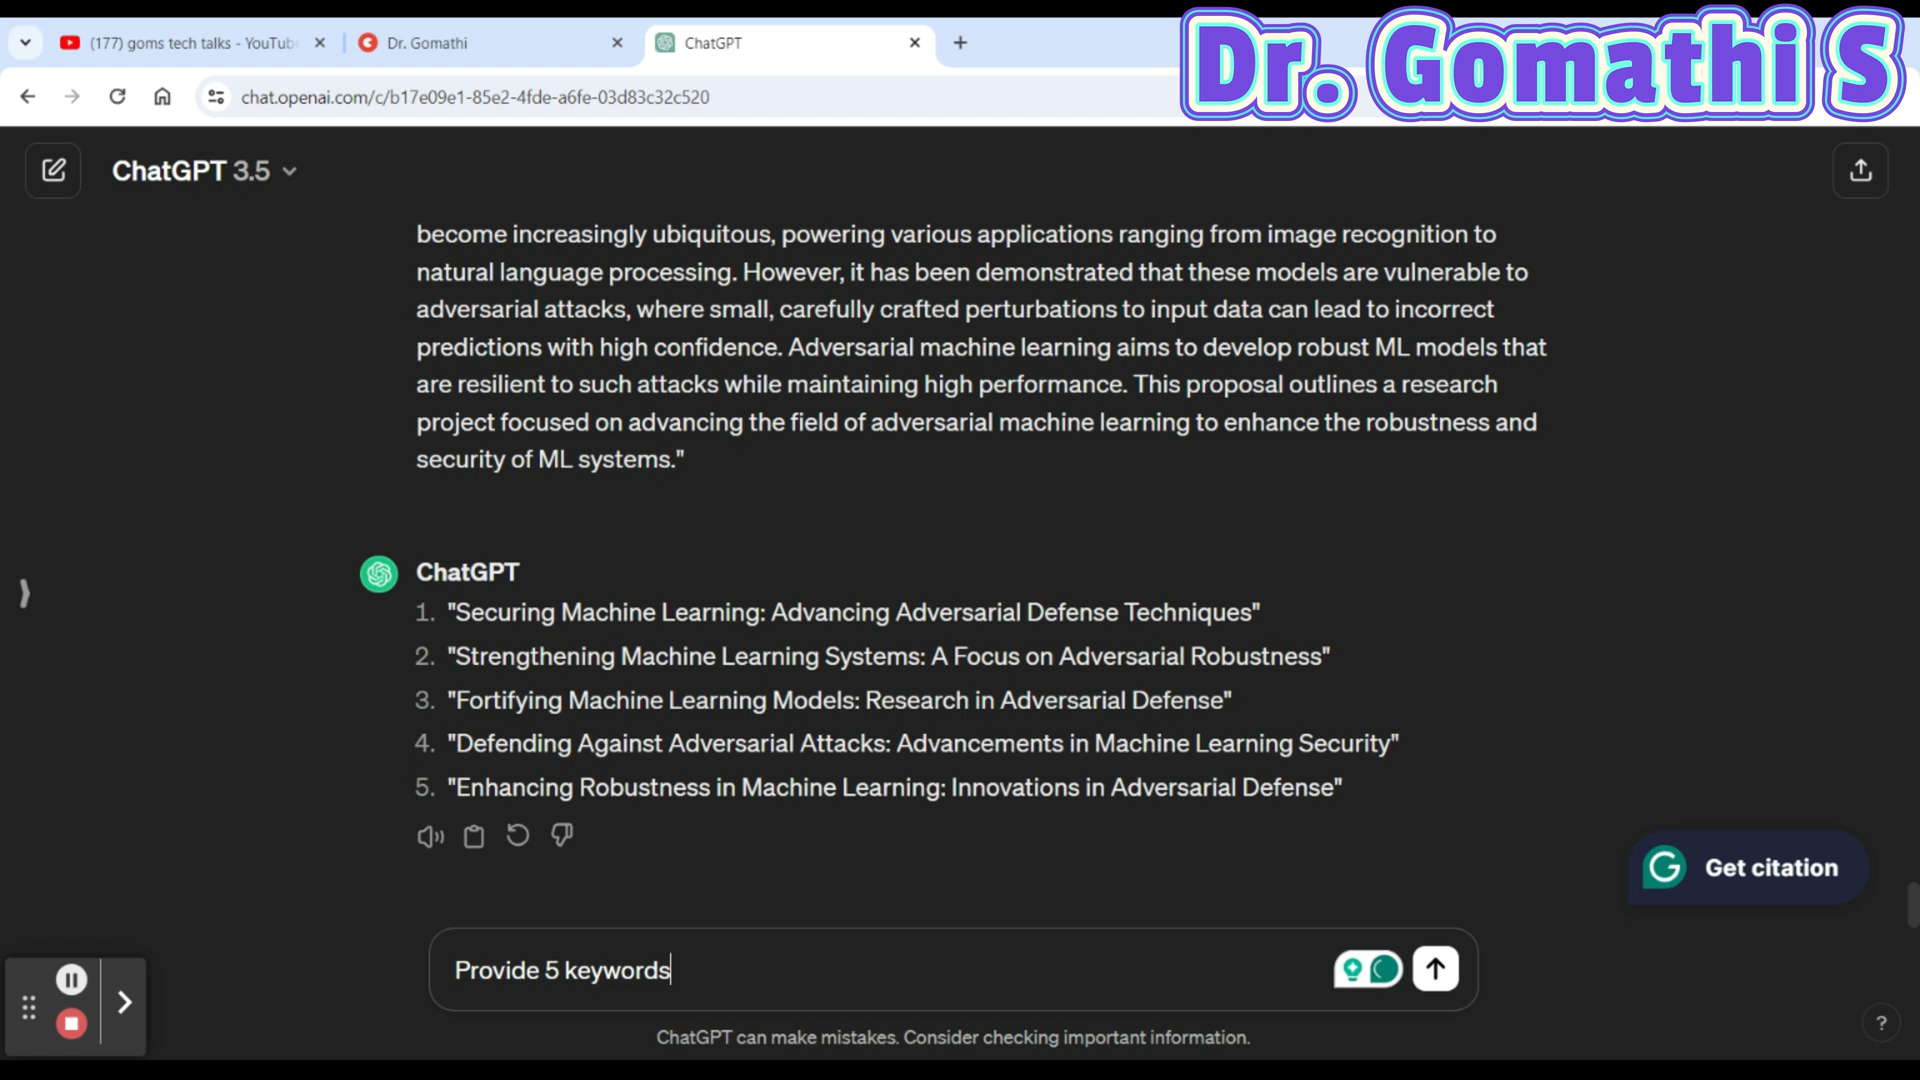 (177) goms tech talks - YouTub
Dr. Gomathi
ChatGPT
Dr. Gomathi S
chat.openai.com/c/b17e09e1-85e2-4fde-a6fe-03d83c32c520
ChatGPT 3.5
become increasingly ubiquitous, powering various applications ranging from image recognition to
natural language processing. However, it has been demonstrated that these models are vulnerable to
adversarial attacks, where small, carefully crafted perturbations to input data can lead to incorrect
predictions with high confidence. Adversarial machine learning aims to develop robust ML models that
are resilient to such attacks while maintaining high performance. This proposal outlines a research
project focused on advancing the field of adversarial machine learning to enhance the robustness and
security of ML systems."
ChatGPT
1. "Securing Machine Learning: Advancing Adversarial Defense Techniques"
2. "Strengthening Machine Learning Systems: A Focus on Adversarial Robustness"
3. "Fortifying Machine Learning Models: Research in Adversarial Defense"
4. "Defending Against Adversarial Attacks: Advancements in Machine Learning Security"
5. "Enhancing Robustness in Machine Learning: Innovations in Adversarial Defense"
Get citation
Provide 5 keywords
ChatGPT can make mistakes. Consider checking important information.
?